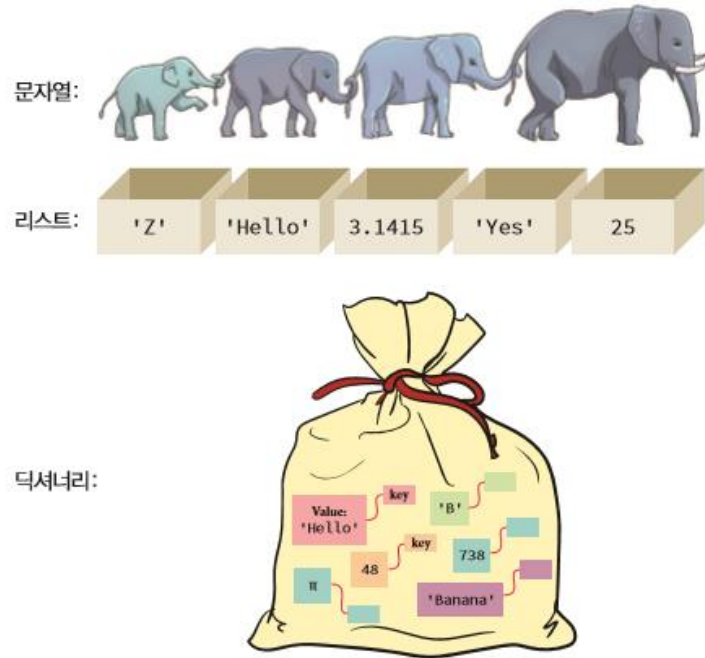 문자열:
리스트:
'Z'
'Hello'
3.1415
'Yes'
25
딕셔너리:
Value:
'Hello'
key
'B'
48
key
738
π
'Banana'